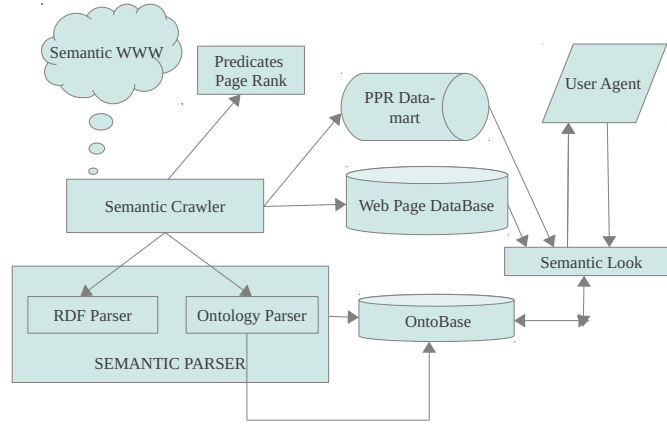 Semantic WWW
Predicates
Page Rank
PPR Data-
mart
User Agent
Semantic Crawler
Web Page DataBase
Semantic Look
RDF Parser
Ontology Parser
OntoBase
SEMANTIC PARSER